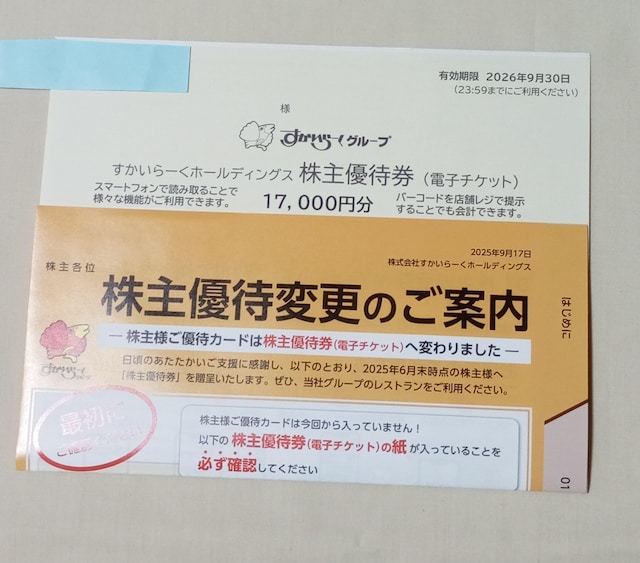 有効期限 2026年9月30日
(23:59までにご利用ください)
様
すかいらーくグループ
すかいらーくホールディングス 株主優待券(電子チケット)
スマートフォンで読み取ることで
様々な機能がご利用できます。
17,000円分
バーコードを店舗レジで提示
することでも会計できます。
2025年9月17日
株式会社すかいらーくホールディングス
株主各位
株主優待変更のご案内
― 株主様ご優待カードは株主優待券(電子チケット)へ変わりました ―
日頃のあたたかいご支援に感謝し、以下のとおり、2025年6月末時点の株主様へ
「株主優待券」を贈呈いたします。ぜひ、当社グループのレストランをご利用ください。
すかいらーく
最初に
ご確認ください
株主様ご優待カードは今回から入っていません!
以下の 株主優待券(電子チケット)の紙 が入っていることを
必ず確認してください
はじめに
01